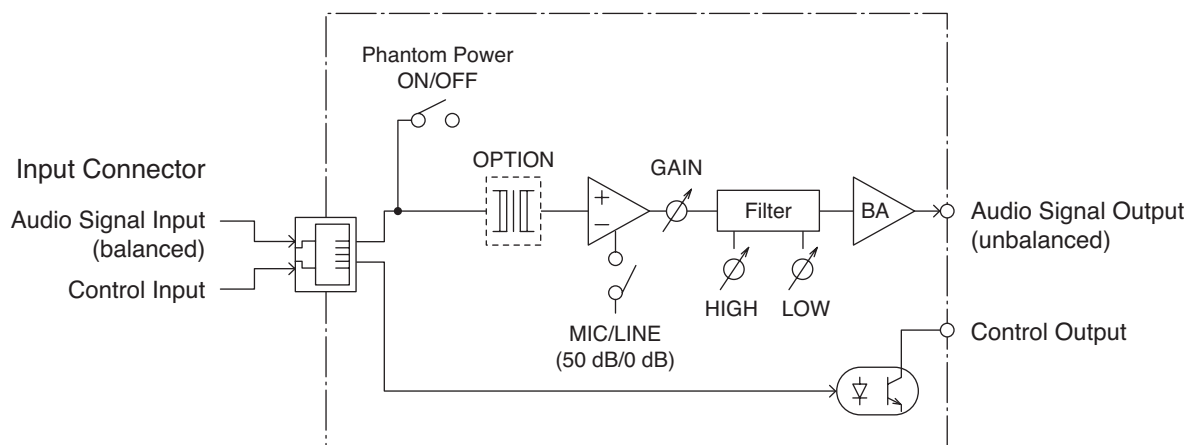 Phantom Power
ON/OFF
Input Connector
OPTION
GAIN
Audio Signal Input
(balanced)
+
−
Filter
BA
Audio Signal Output
(unbalanced)
Control Input
HIGH
LOW
MIC/LINE
(50 dB/0 dB)
Control Output